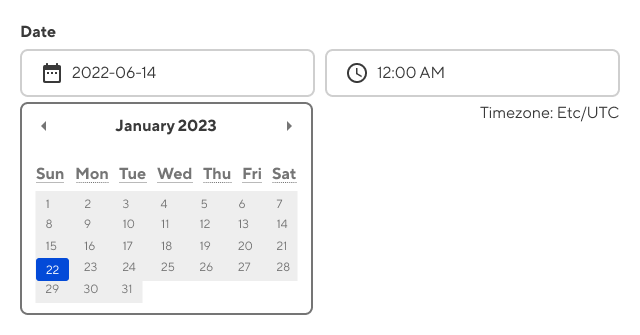 Date
2022-06-14 12:00 AM
Timezone: Etc/UTC
January 2023
Sun Mon Tue Wed Thu Fri Sat
1 2 3 4 5 6 7
8 9 10 11 12 13 14
15 16 17 18 19 20 21
22 23 24 25 26 27 28
29 30 31